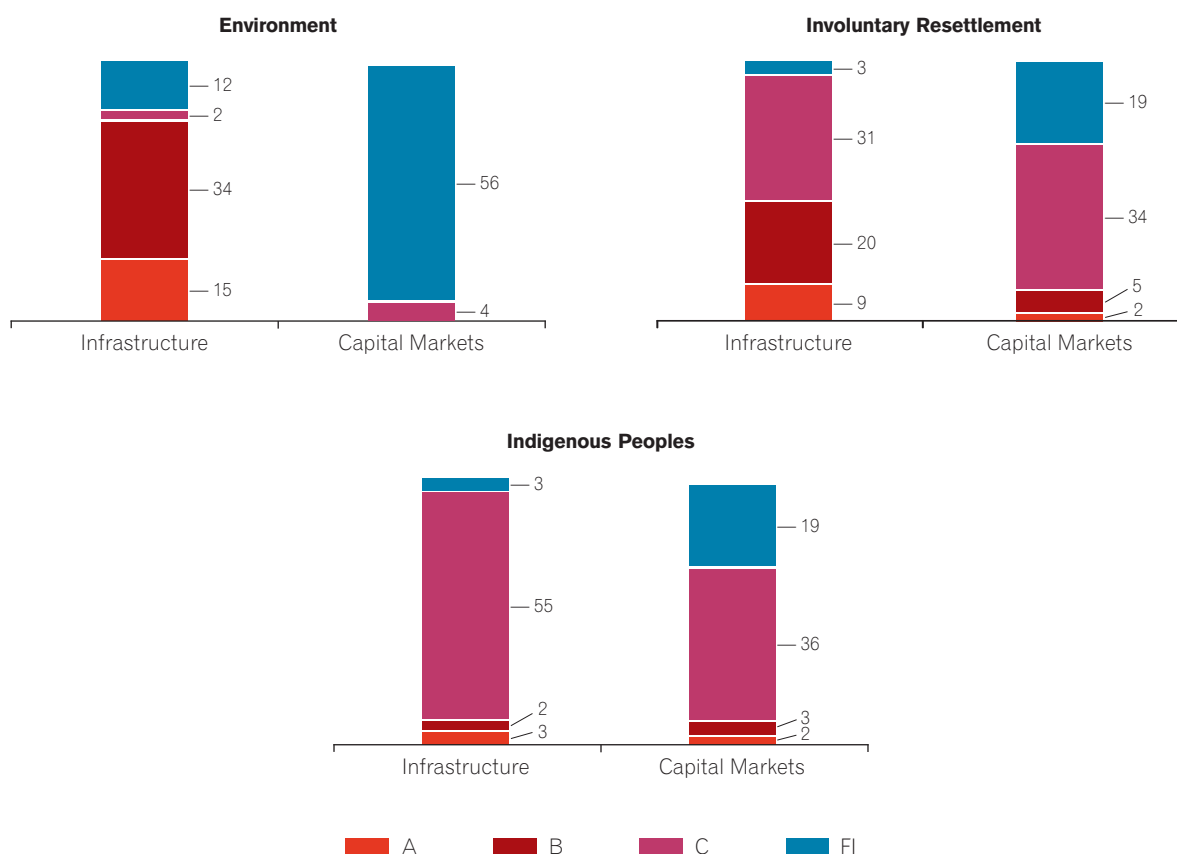 Environment
12
2
34
15
56
4
Infrastructure
Capital Markets
Involuntary Resettlement
3
31
20
9
19
34
5
2
Infrastructure
Capital Markets
Indigenous Peoples
3
55
2
3
19
36
3
2
Infrastructure
Capital Markets
A
B
C
FI